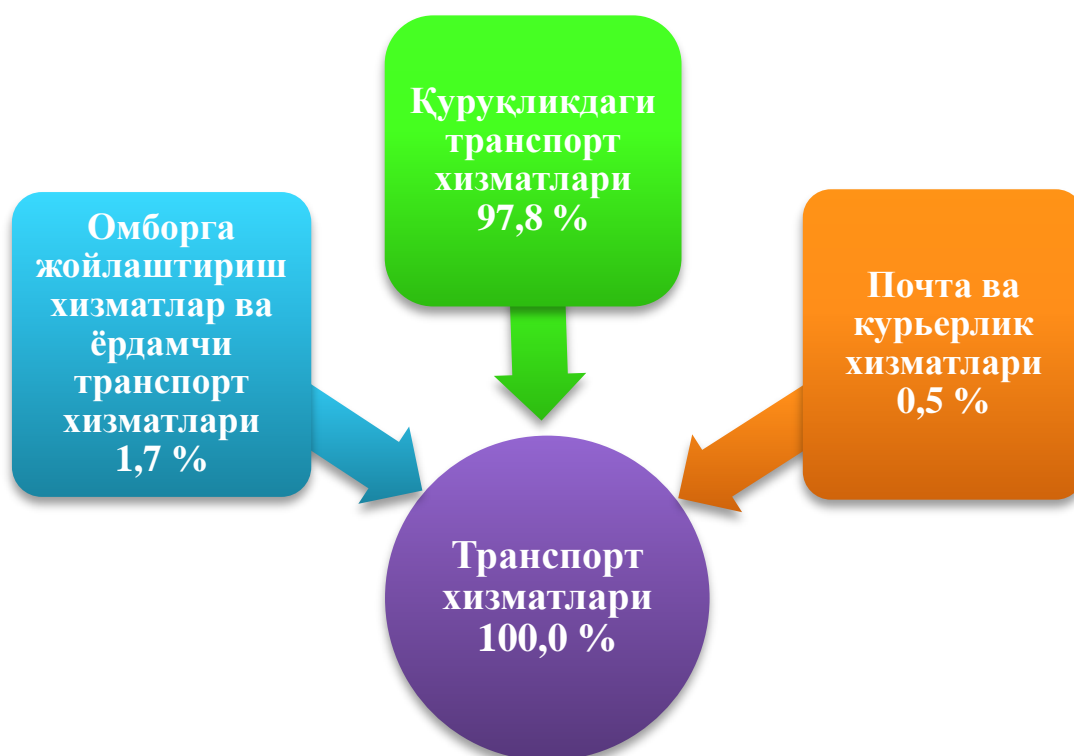 Қуруқликдаги
транспорт
хизматлари
97,8 %
Омборга
жойлаштириш
хизматлар ва
ёрдамчи
транспорт
хизматлари
1,7 %
Почта ва
курьерлик
хизматлари
0,5 %
Транспорт
хизматлари
100,0 %